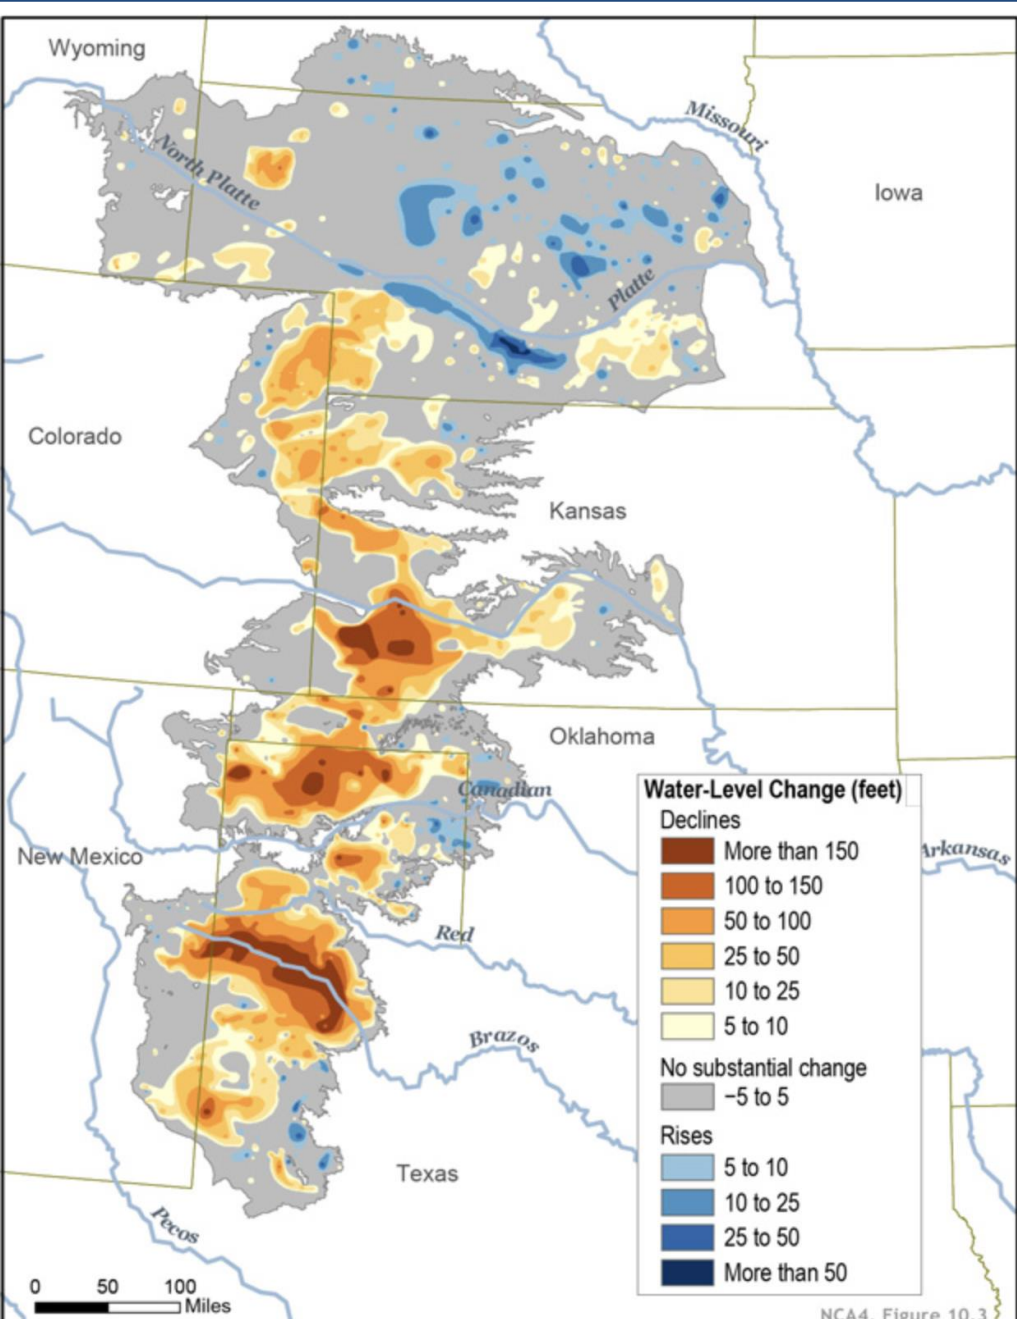 Wyoming
Missouri
North Platte
Iowa
Platte
Colorado
Kansas
Oklahoma
Canadian
New Mexico
Arkansas
Red
Brazos
Texas
Pecos
Water-Level Change (feet)
Declines
More than 150
100 to 150
50 to 100
25 to 50
10 to 25
5 to 10
No substantial change
−5 to 5
Rises
5 to 10
10 to 25
25 to 50
More than 50
0 50 100
Miles
NCA4, Figure 10.3